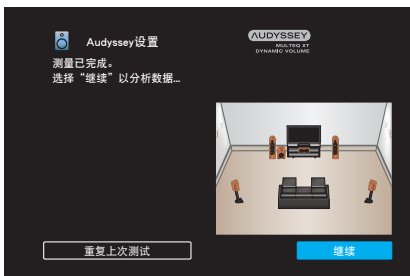 Audyssey设置
AUDYSSEY
MULTEQ XT
DYNAMIC VOLUME
测量已完成。
选择“继续”以分析数据...
重复上次测试
继续